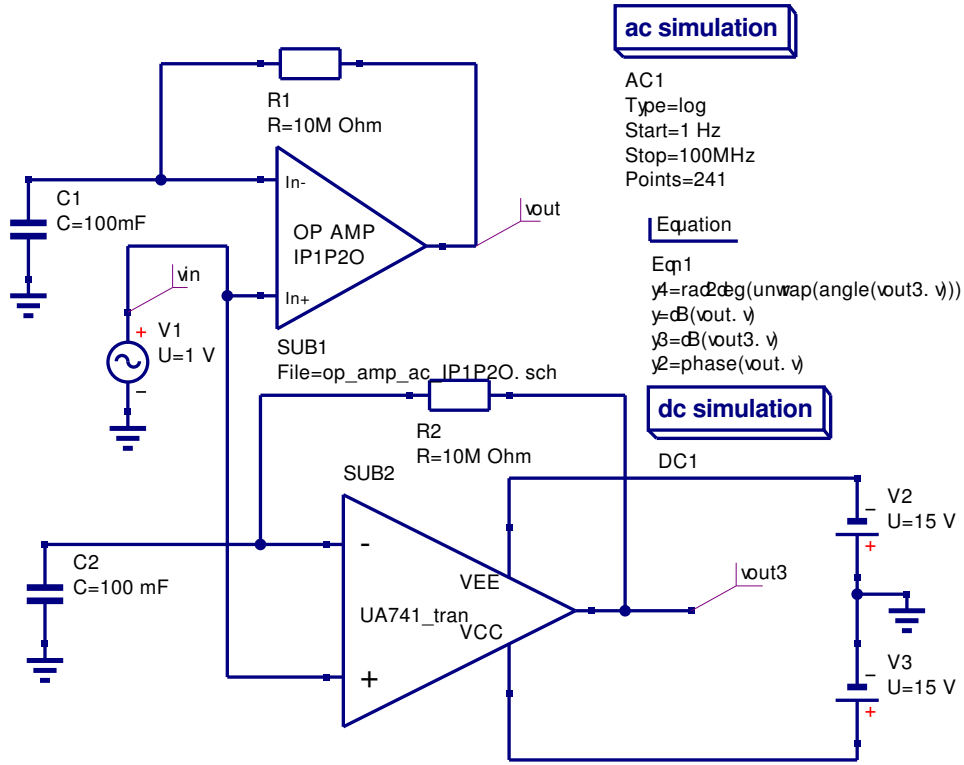 ac simulation
AC1
Type=log
Start=1 Hz
Stop=100MHz
Points=241
R1
R=10M Ohm
In-
C1
C=100mF
OP AMP
IP1P2O
vout
Equation
vin
In+
Eqn1
y4=rad2deg(unwrap(angle(vout3. v)))
y=dB(vout. v)
y3=dB(vout3. v)
y2=phase(vout. v)
+
V1
U=1 V
–
SUB1
File=op_amp_ac_IP1P2O. sch
dc simulation
DC1
R2
R=10M Ohm
SUB2
–
V2
U=15 V
+
C2
C=100 mF
-
VEE
UA741_tran
VCC
+
vout3
–
V3
U=15 V
+